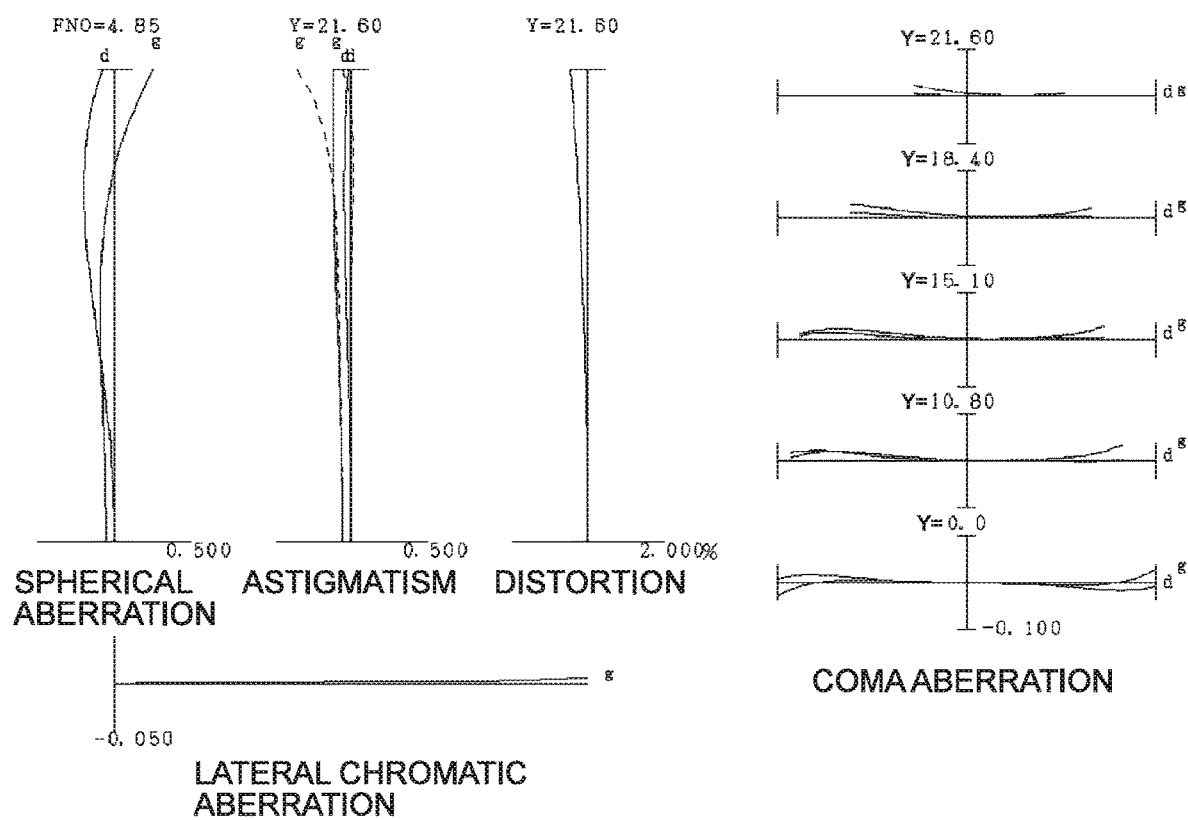 FNO=4.85
d g
0.500
SPHERICAL
ABERRATION
Y=21.60
g g
d d
0.500
ASTIGMATISM
Y=21.60
2.000%
DISTORTION
g
-0.050
LATERAL CHROMATIC
ABERRATION
Y=21.60
d g
Y=18.40
d g
Y=15.10
d g
Y=10.80
d g
Y=0.0
d g
-0.100
COMA ABERRATION